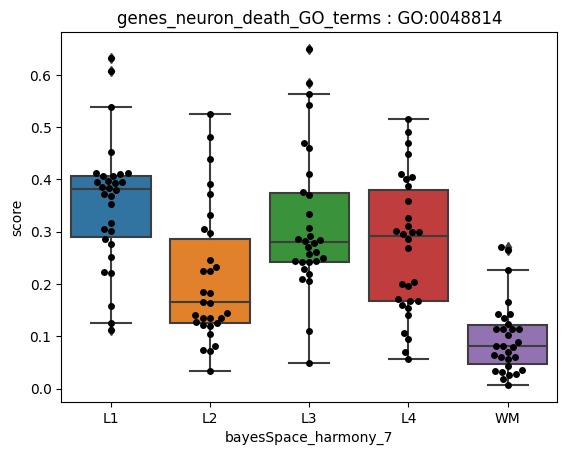 genes_neuron_death_GO_terms : GO:0048814
score
0.6
0.5
0.4
0.3
0.2
0.1
0.0
L1 L2 L3 L4 WM
bayesSpace_harmony_7